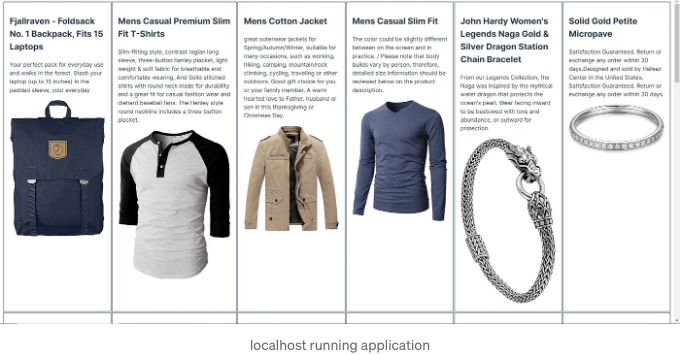 Fjallraven - Foldsack
No. 1 Backpack, Fits 15
Laptops
Your perfect pack for everyday use
and walks in the forest. Stash your
laptop (up to 15 inches) in the
padded sleeve, your everyday
Mens Casual Premium Slim
Fit T-Shirts
Slim-fitting style, contrast raglan long
sleeve, three-button henley placket, light
weight & soft fabric for breathable and
comfortable wearing. And Solid stitched
shirts with round neck made for durability
and a great fit for casual fashion wear and
diehard baseball fans. The Henley style
round neckline includes a three-button
placket.
Mens Cotton Jacket
great outerwear jackets for
Spring/Autumn/Winter, suitable for
many occasions, such as working,
hiking, camping, mountain/rock
climbing, cycling, traveling or other
outdoors. Good gift choice for you
or your family member. A warm
hearted love to Father, husband or
son in this thanksgiving or
Christmas Day.
Mens Casual Slim Fit
The color could be slightly different
between on the screen and in
practice. / Please note that body
builds vary by person, therefore,
detailed size information should be
reviewed below on the product
description.
John Hardy Women's
Legends Naga Gold &
Silver Dragon Station
Chain Bracelet
From our Legends Collection, the
Naga was inspired by the mythical
water dragon that protects the
ocean's pearl. Wear facing inward
to be bestowed with love and
abundance, or outward for
protection.
Solid Gold Petite
Micropave
Satisfaction Guaranteed. Return or
exchange any order within 30
days.Designed and sold by Hafeez
Center in the United States.
Satisfaction Guaranteed. Return or
exchange any order within 30 days.
localhost running application